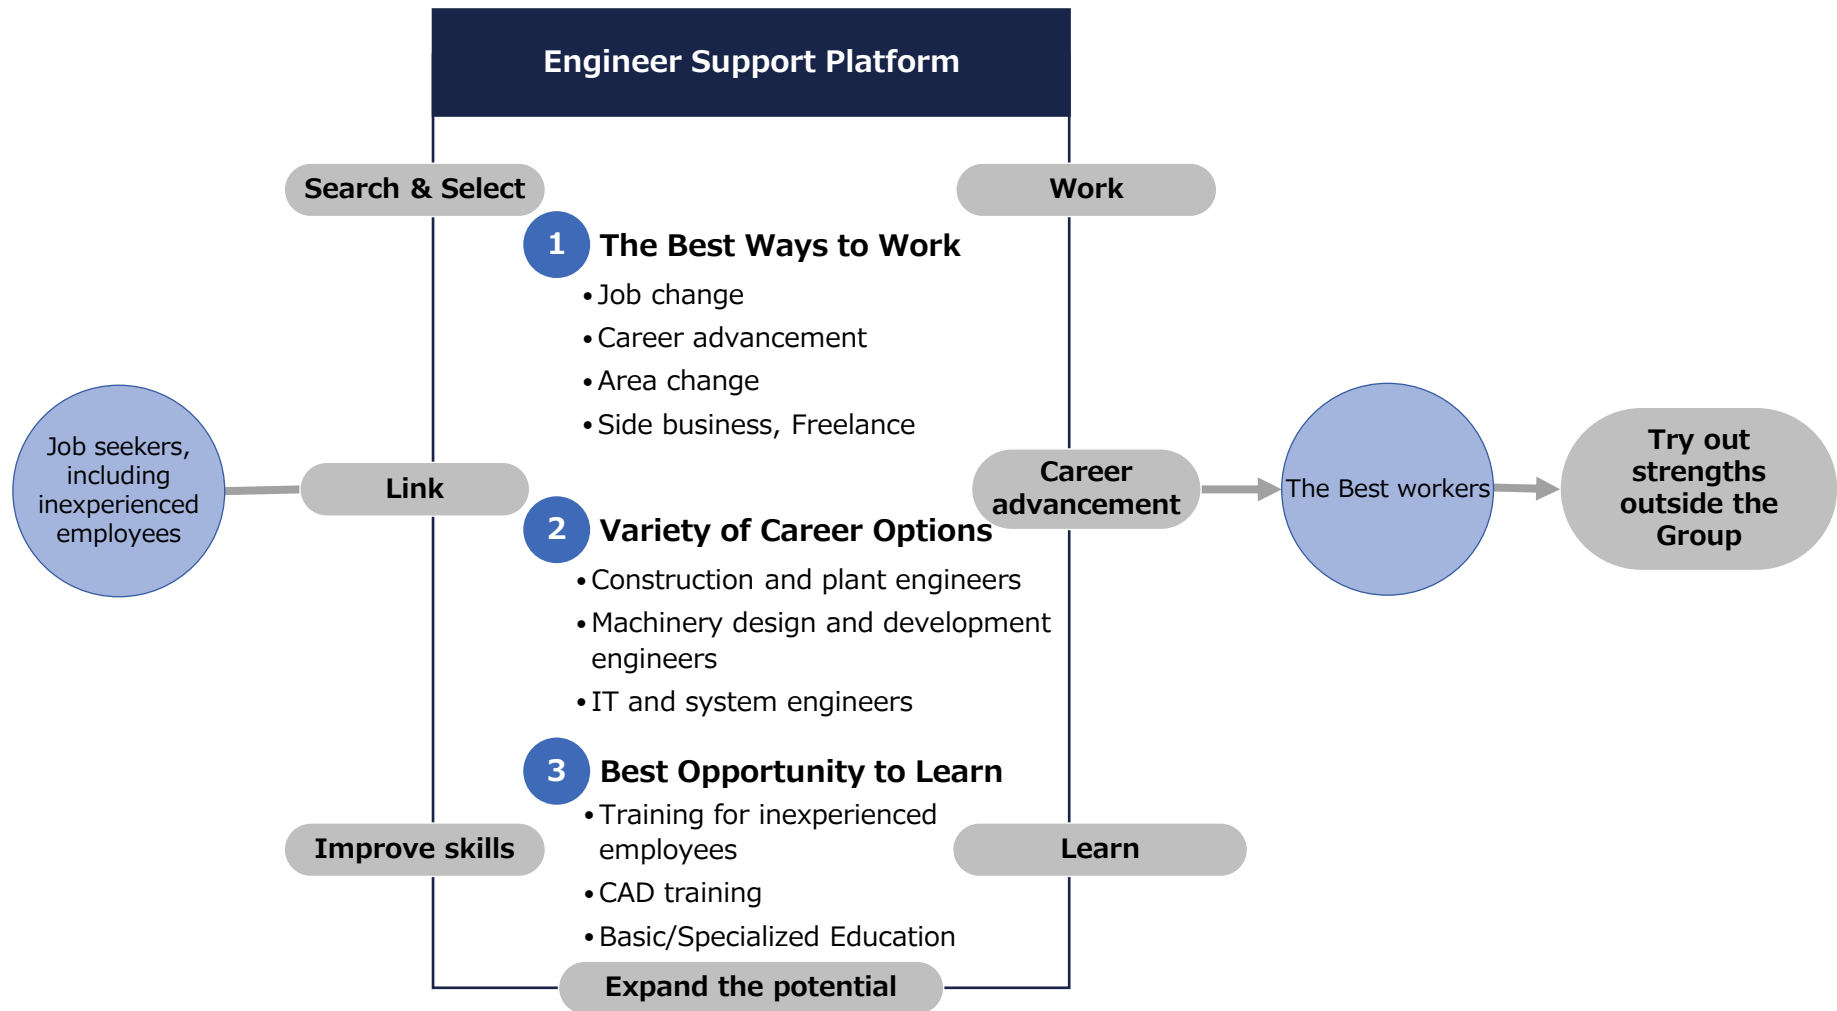 Engineer Support Platform
Search & Select
Work
1 The Best Ways to Work
•Job change
•Career advancement
•Area change
•Side business, Freelance
Job seekers,
including
inexperienced
employees
Link
Career
advancement
The Best workers
Try out
strengths
outside the
Group
2 Variety of Career Options
•Construction and plant engineers
•Machinery design and development
engineers
•IT and system engineers
3 Best Opportunity to Learn
•Training for inexperienced
employees
Improve skills
Learn
•CAD training
•Basic/Specialized Education
Expand the potential